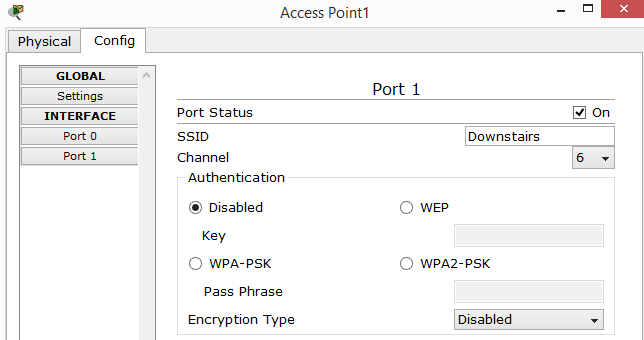 Access Point1
Physical Config
GLOBAL
Settings
INTERFACE
Port 0
Port 1
Port 1
Port Status On
SSID Downstairs
Channel 6
Authentication
Disabled WEP
Key
WPA-PSK WPA2-PSK
Pass Phrase
Encryption Type Disabled